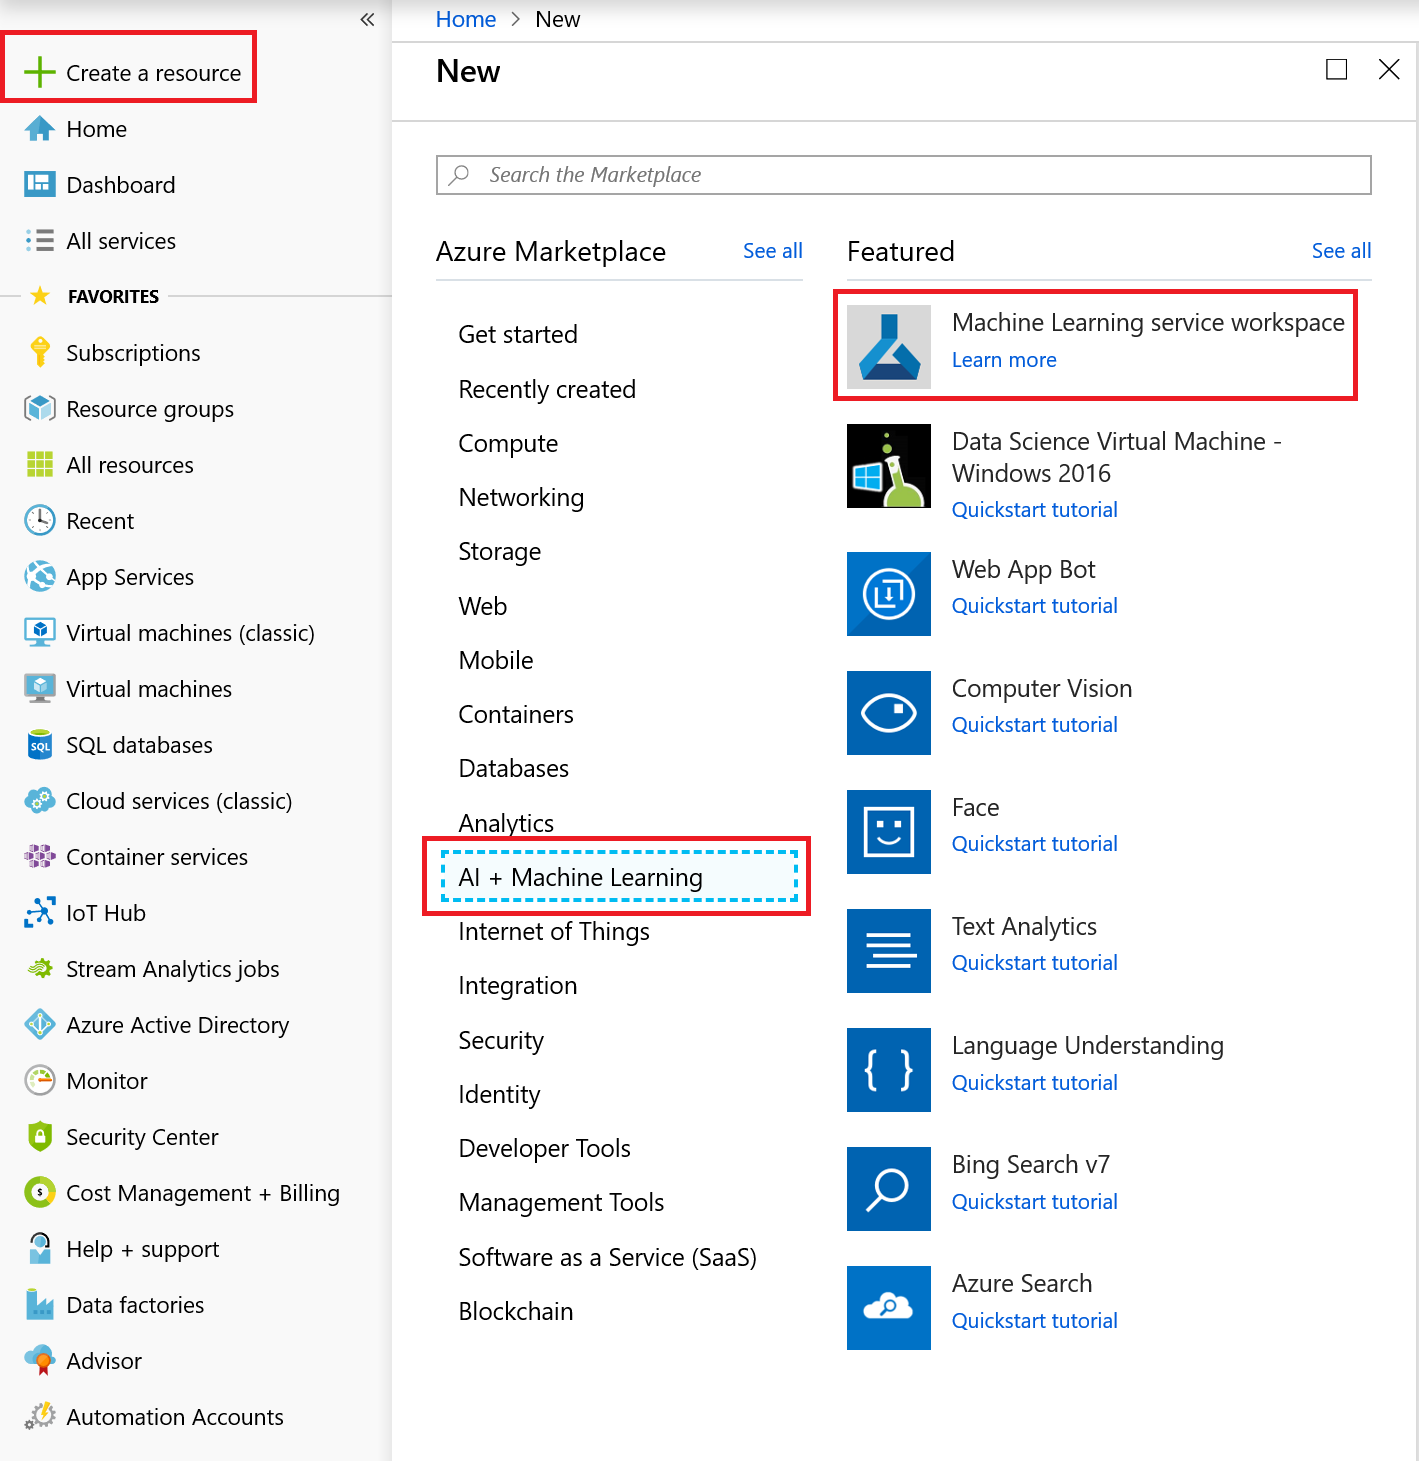 «
Create a resource
Home
Dashboard
All services
FAVORITES
Subscriptions
Resource groups
All resources
Recent
App Services
Virtual machines (classic)
Virtual machines
SQL
SQL databases
Cloud services (classic)
Container services
IoT Hub
Stream Analytics jobs
Azure Active Directory
Monitor
Security Center
$
Cost Management + Billing
Help + support
Data factories
Advisor
Automation Accounts
Home > New
New
Search the Marketplace
Azure Marketplace See all
Get started
Recently created
Compute
Networking
Storage
Web
Mobile
Containers
Databases
Analytics
AI + Machine Learning
Internet of Things
Integration
Security
Identity
Developer Tools
Management Tools
Software as a Service (SaaS)
Blockchain
Featured See all
Machine Learning service workspace
Learn more
Data Science Virtual Machine -
Windows 2016
Quickstart tutorial
Web App Bot
Quickstart tutorial
Computer Vision
Quickstart tutorial
Face
Quickstart tutorial
Text Analytics
Quickstart tutorial
{ }
Language Understanding
Quickstart tutorial
Bing Search v7
Quickstart tutorial
Azure Search
Quickstart tutorial